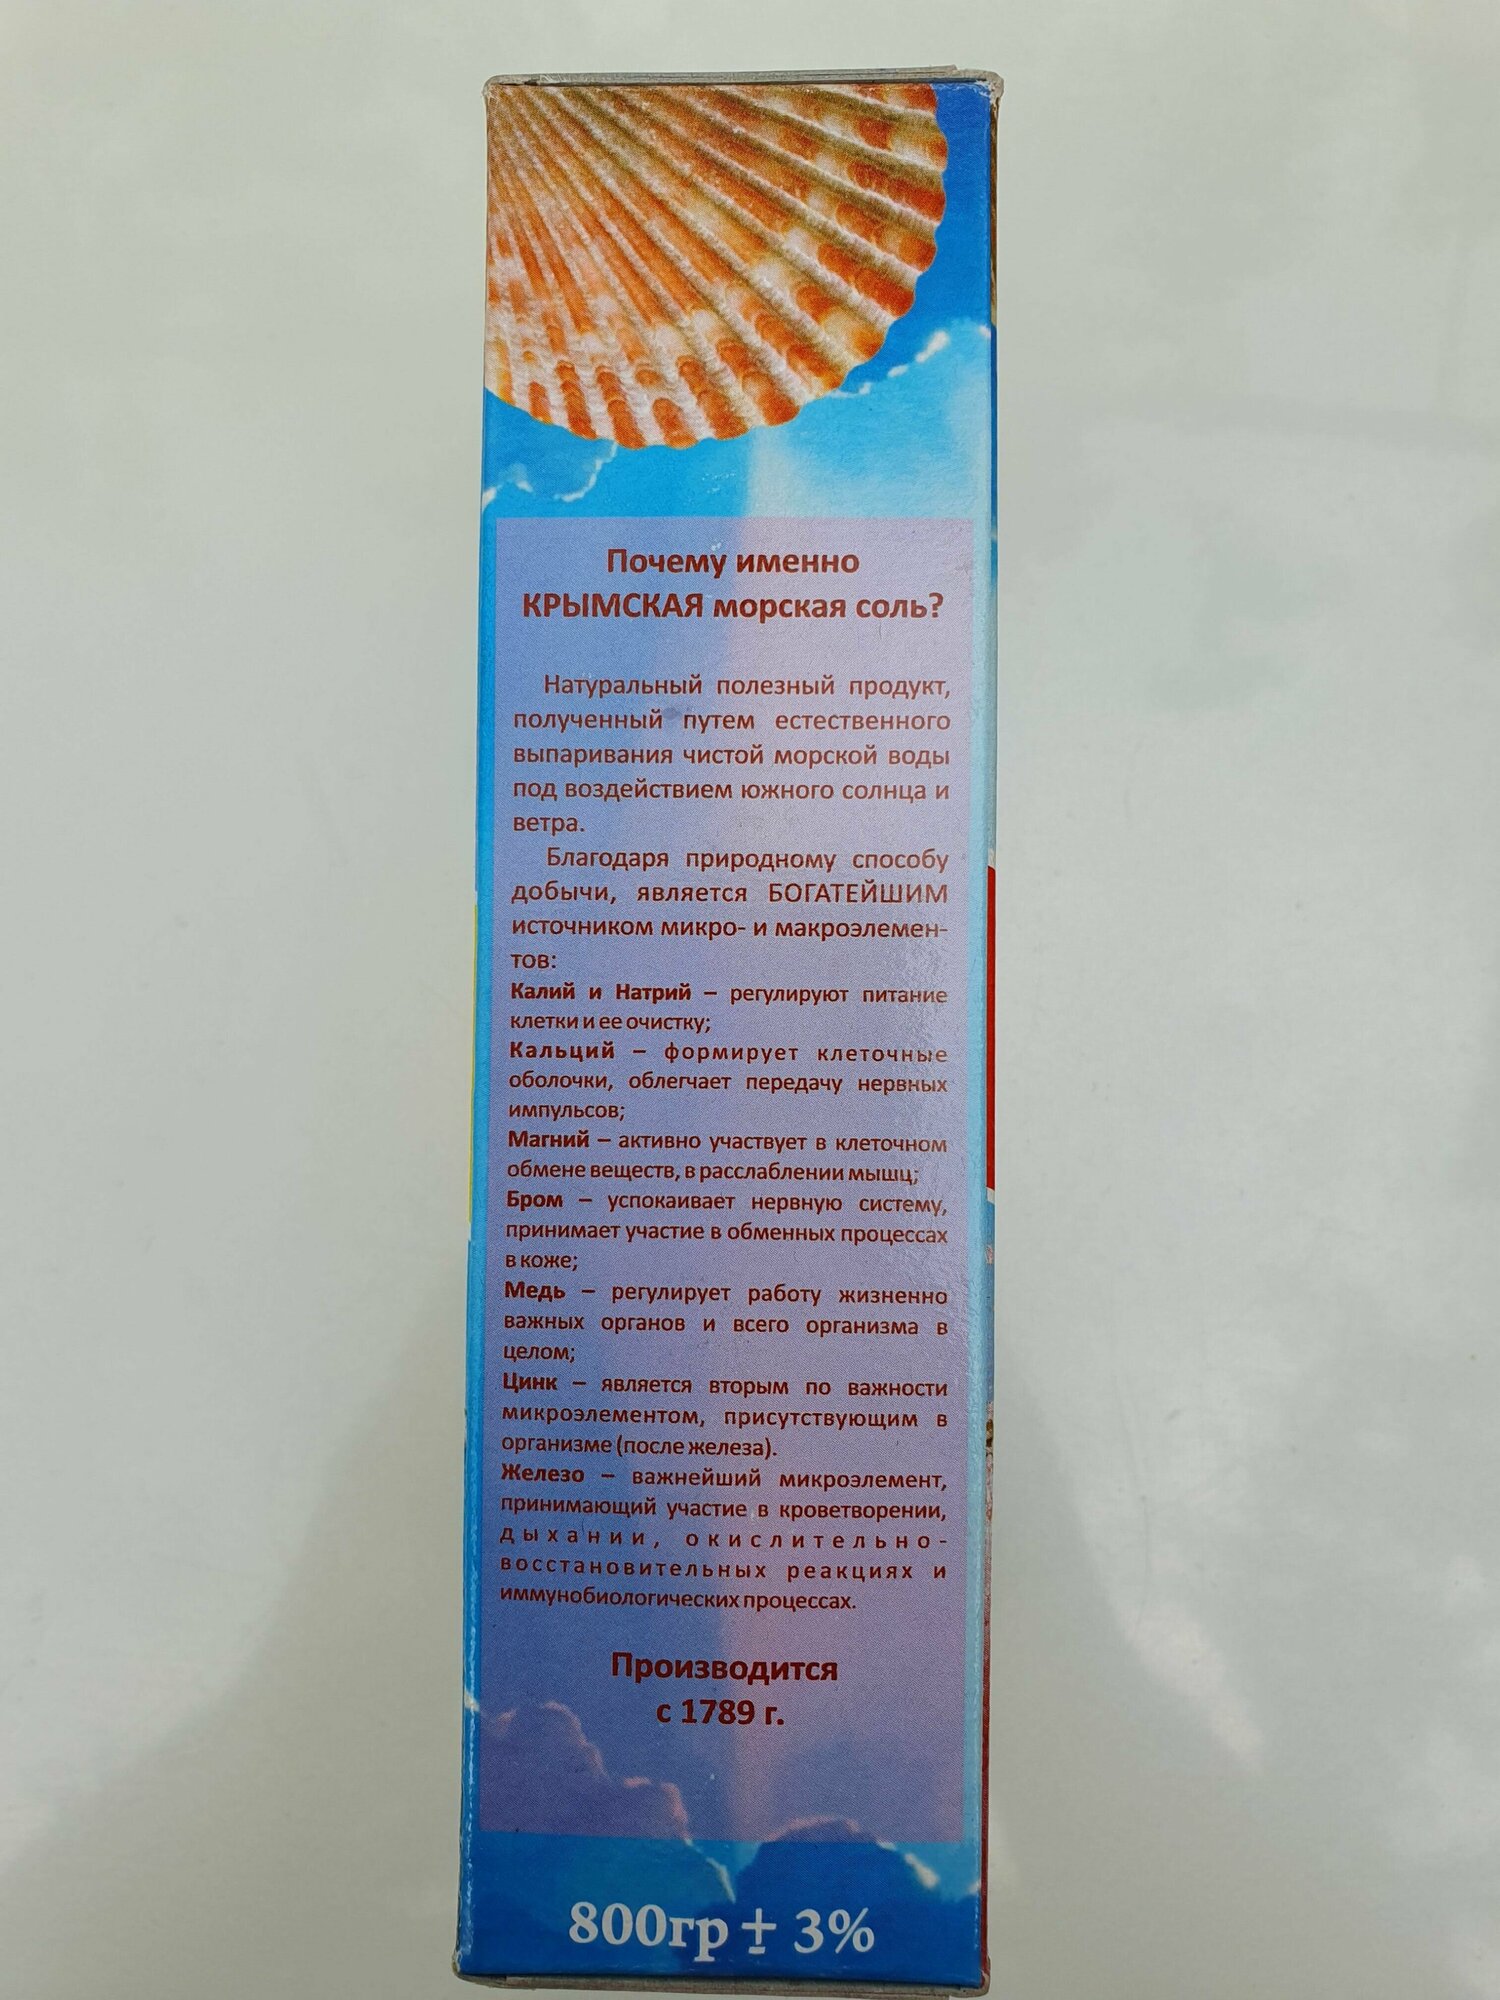 Почему именно
КРЫМСКАЯ морская соль?
Натуральный полезный продукт,
полученный путем естественного
выпаривания чистой морской воды
под воздействием южного солнца и
ветра.
Благодаря природному способу
добычи, является БОГАТЕЙШИМ
источником микро- и макроэлемен-
тов:
Калий и Натрий – регулируют питание
клетки и ее очистку;
Кальций – формирует клеточные
оболочки, облегчает передачу нервных
импульсов;
Магний – активно участвует в клеточном
обмене веществ, в расслаблении мышц;
Бром – успокаивает нервную систему,
принимает участие в обменных процессах
в коже;
Медь – регулирует работу жизненно
важных органов и всего организма в
целом;
Цинк – является вторым по важности
микроэлементом, присутствующим в
организме (после железа).
Железо – важнейший микроэлемент,
принимающий участие в кроветворении,
дыхании, окислительно-
восстановительных реакциях и
иммунобиологических процессах.
Производится
с 1789 г.
800гр ± 3%